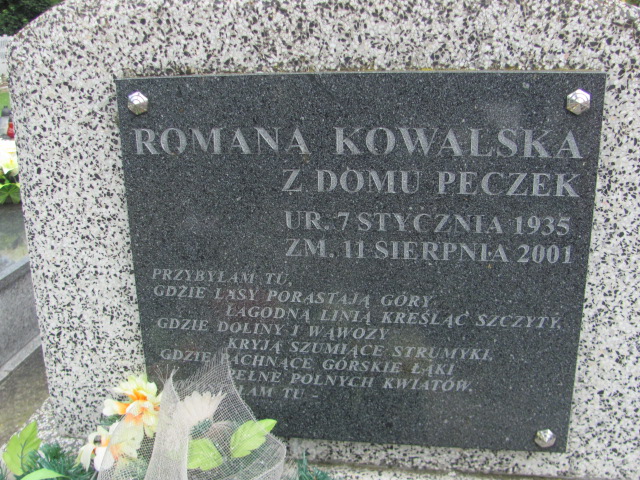 ROMANA KOWALSKA
Z DOMU PECZEK
UR. 7 STYCZNIA 1935
ZM. 11 SIERPNIA 2001
PRZYBYŁAM TU,
GDZIE LASY PORASTAJĄ GÓRY,
ŁAGODNĄ LINIĄ KREŚLĄC SZCZYTY,
GDZIE DOLINY I WĄWOZY
KRYJĄ SZUMIĄCE STRUMYKI,
GDZIE PACHNĄCE GÓRSKIE ŁĄKI
PEŁNE POLNYCH KWIATÓW,
TU -